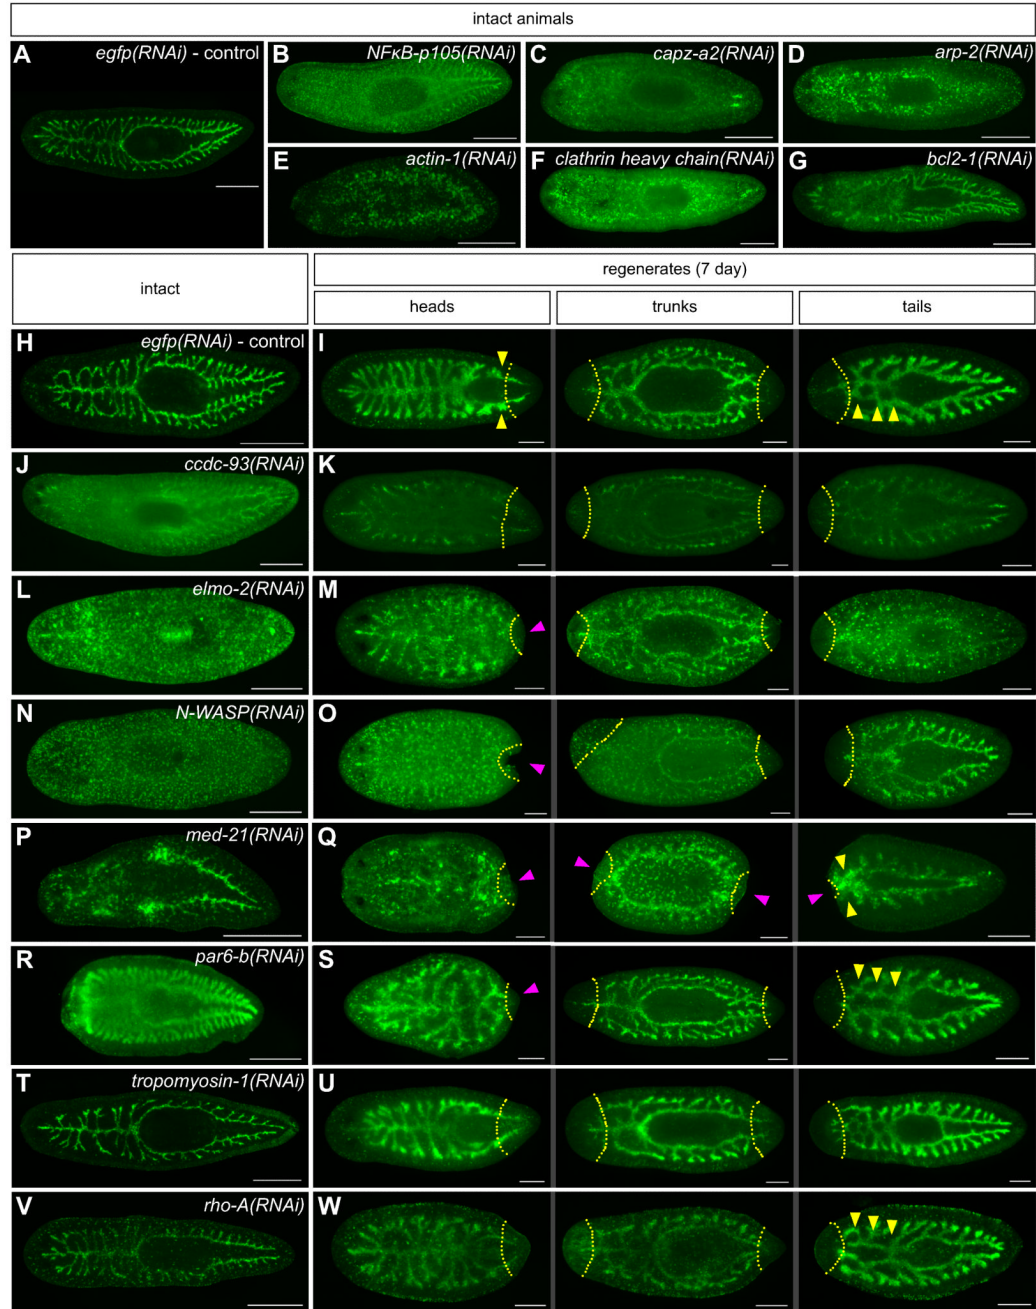 intact animals
A egfp(RNAi) - control
B NFκB-p105(RNAi)
C capz-a2(RNAi)
D arp-2(RNAi)
E actin-1(RNAi)
F clathrin heavy chain(RNAi)
G bcl2-1(RNAi)
intact
regenerates (7 day)
heads
trunks
tails
H egfp(RNAi) - control
I
J ccdc-93(RNAi)
K
L elmo-2(RNAi)
M
N N-WASP(RNAi)
O
P med-21(RNAi)
Q
R par6-b(RNAi)
S
T tropomyosin-1(RNAi)
U
V rho-A(RNAi)
W